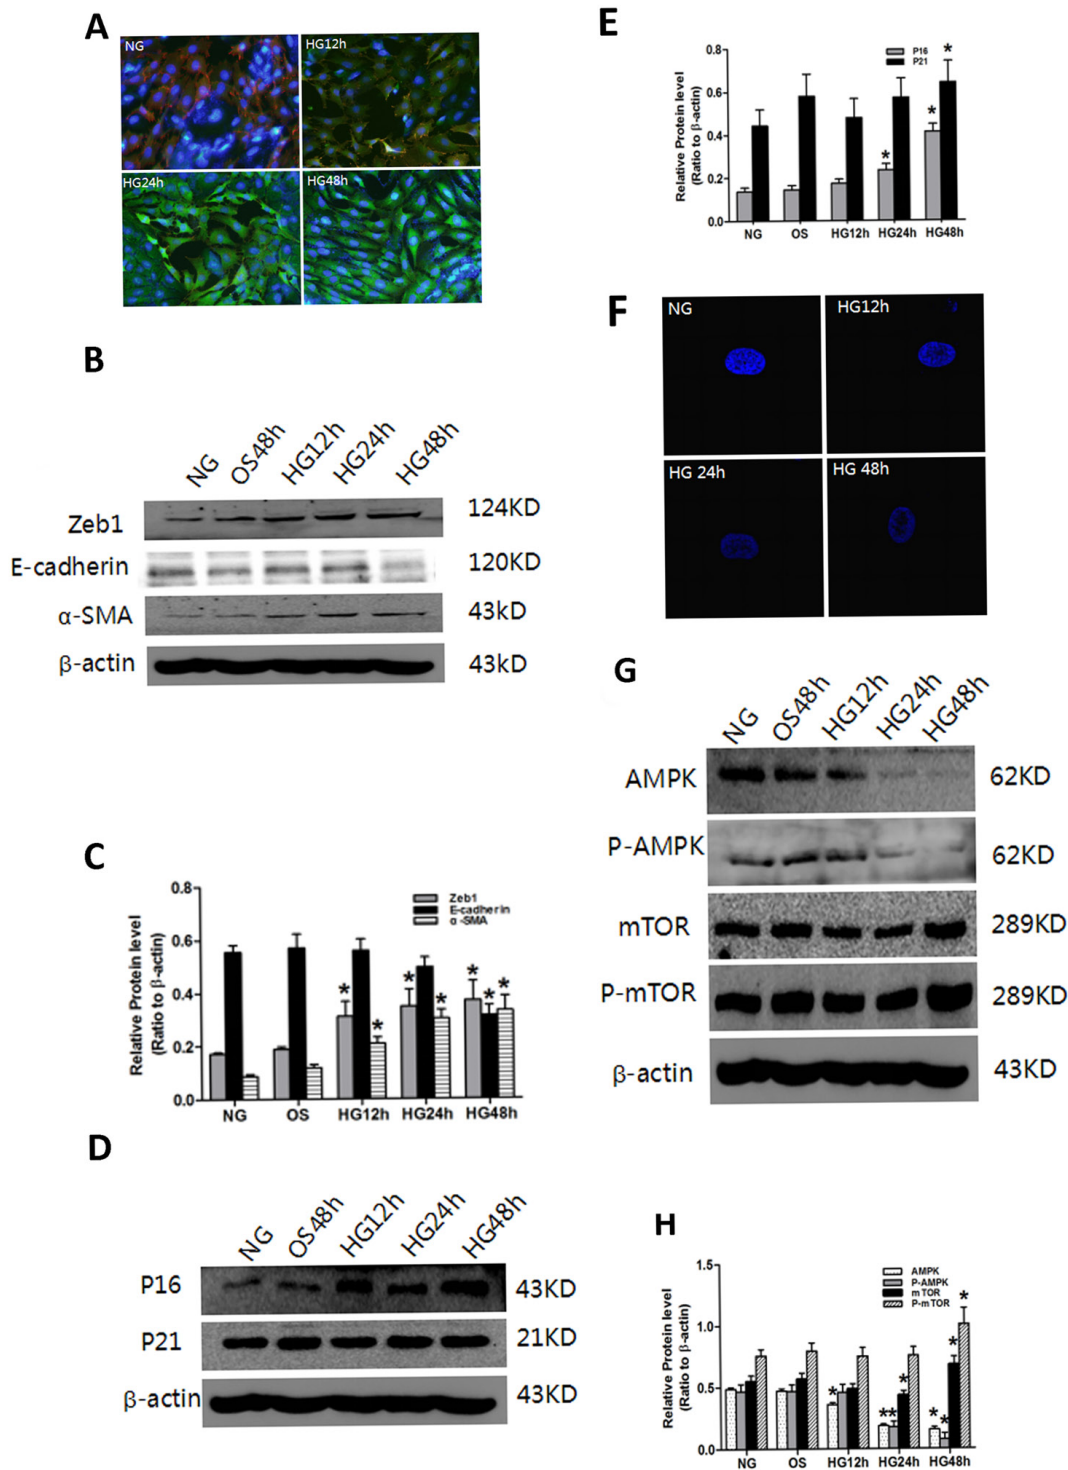 A
NG
HG12h
HG24h
HG48h
B
NG
OS48h
HG12h
HG24h
HG48h
Zeb1
124KD
E-cadherin
120KD
α-SMA
43kD
β-actin
43kD
C
Relative Protein level
(Ratio to β-actin)
0.8
0.6
0.4
0.2
0.0
Zeb1
E-cadherin
α-SMA
*
*
*
*
*
*
*
NG
OS
HG12h
HG24h
HG48h
D
NG
OS48h
HG12h
HG24h
HG48h
P16
43KD
P21
21KD
β-actin
43KD
E
Relative Protein level
(Ratio to β-actin)
0.8
0.6
0.4
0.2
0.0
P16
P21
*
*
*
NG
OS
HG12h
HG24h
HG48h
F
NG
HG12h
HG 24h
HG 48h
G
NG
OS48h
HG12h
HG24h
HG48h
AMPK
62KD
P-AMPK
62KD
mTOR
289KD
P-mTOR
289KD
β-actin
43KD
H
Relative Protein level
(Ratio to β-actin)
1.5
1.0
0.5
0.0
AMPK
P-AMPK
mTOR
P-mTOR
*
**
*
*
*
*
*
NG
OS
HG12h
HG24h
HG48h